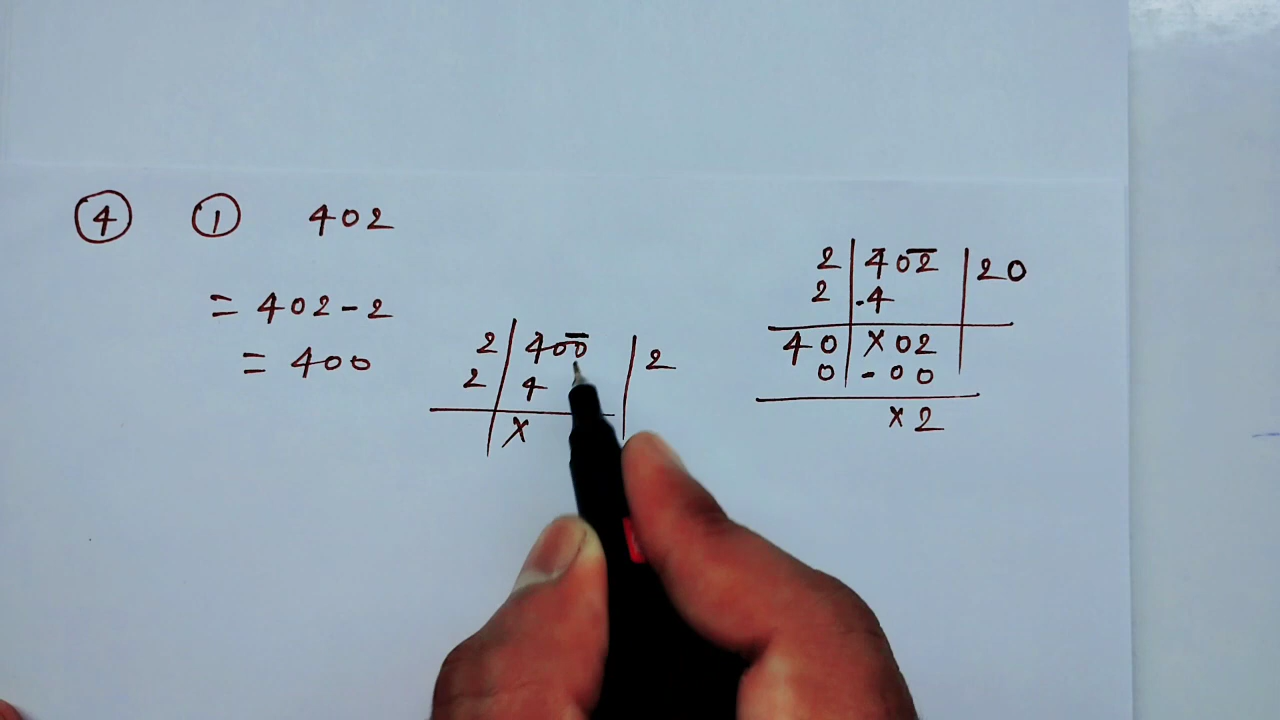 ④ ① 402
= 402 - 2
= 400
2 | 400 | 2
2 | 4
| X
2 | 402 | 20
2 | -4
40 | X02
0 | -00
X2